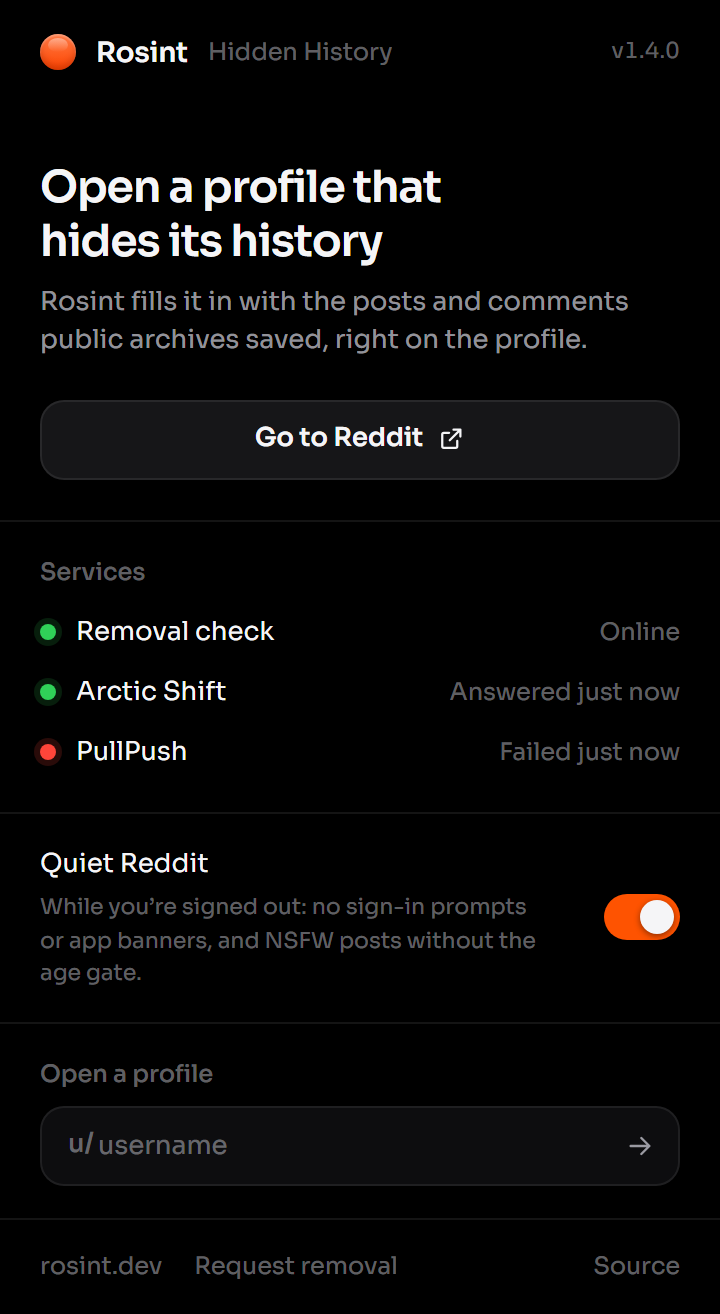 Rosint Hidden History v1.4.0
Open a profile that
hides its history
Rosint fills it in with the posts and comments
public archives saved, right on the profile.
Go to Reddit
Services
Removal check Online
Arctic Shift Answered just now
PullPush Failed just now
Quiet Reddit
While you’re signed out: no sign-in prompts
or app banners, and NSFW posts without the
age gate.
Open a profile
u/ username
rosint.dev Request removal Source